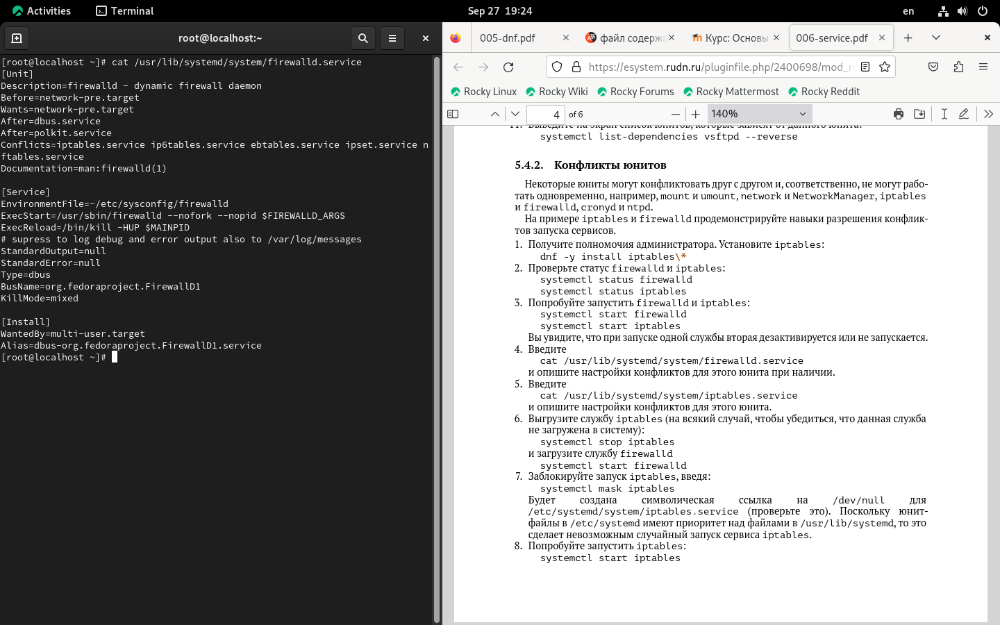 Activities
Terminal
Sep 27 19:24
en
root@localhost:~
[root@localhost ~]# cat /usr/lib/systemd/system/firewalld.service
[Unit]
Description=firewalld - dynamic firewall daemon
Before=network-pre.target
Wants=network-pre.target
After=dbus.service
After=polkit.service
Conflicts=iptables.service ip6tables.service ebtables.service ipset.service n
ftables.service
Documentation=man:firewalld(1)
[Service]
EnvironmentFile=-/etc/sysconfig/firewalld
ExecStart=/usr/sbin/firewalld --nofork --nopid $FIREWALLD_ARGS
ExecReload=/bin/kill -HUP $MAINPID
# supress to log debug and error output also to /var/log/messages
StandardOutput=null
StandardError=null
Type=dbus
BusName=org.fedoraproject.FirewallD1
KillMode=mixed
[Install]
WantedBy=multi-user.target
Alias=dbus-org.fedoraproject.FirewallD1.service
[root@localhost ~]#
005-dnf.pdf
файл содержа
Курс: Основы
006-service.pdf
https://esystem.rudn.ru/pluginfile.php/2400698/mod_r
Rocky Linux
Rocky Wiki
Rocky Forums
Rocky Mattermost
Rocky Reddit
4 of 6
140%
11. Выведите на экран список юнитов, которые зависят от данного юнита:
systemctl list-dependencies vsftpd --reverse
5.4.2. Конфликты юнитов
Некоторые юниты могут конфликтовать друг с другом и, соответственно, не могут рабо-
тать одновременно, например, mount и umount, network и NetworkManager, iptables
и firewalld, cronyd и ntpd.
На примере iptables и firewalld продемонстрируйте навыки разрешения конфлик-
тов запуска сервисов.
1. Получите полномочия администратора. Установите iptables:
dnf -y install iptables\*
2. Проверьте статус firewalld и iptables:
systemctl status firewalld
systemctl status iptables
3. Попробуйте запустить firewalld и iptables:
systemctl start firewalld
systemctl start iptables
Вы увидите, что при запуске одной службы вторая дезактивируется или не запускается.
4. Введите
cat /usr/lib/systemd/system/firewalld.service
и опишите настройки конфликтов для этого юнита при наличии.
5. Введите
cat /usr/lib/systemd/system/iptables.service
и опишите настройки конфликтов для этого юнита.
6. Выгрузите службу iptables (на всякий случай, чтобы убедиться, что данная служба
не загружена в систему):
systemctl stop iptables
и загрузите службу firewalld
systemctl start firewalld
7. Заблокируйте запуск iptables, введя:
systemctl mask iptables
Будет создана символическая ссылка на /dev/null для
/etc/systemd/system/iptables.service (проверьте это). Поскольку юнит-
файлы в /etc/systemd имеют приоритет над файлами в /usr/lib/systemd, то это
сделает невозможным случайный запуск сервиса iptables.
8. Попробуйте запустить iptables:
systemctl start iptables